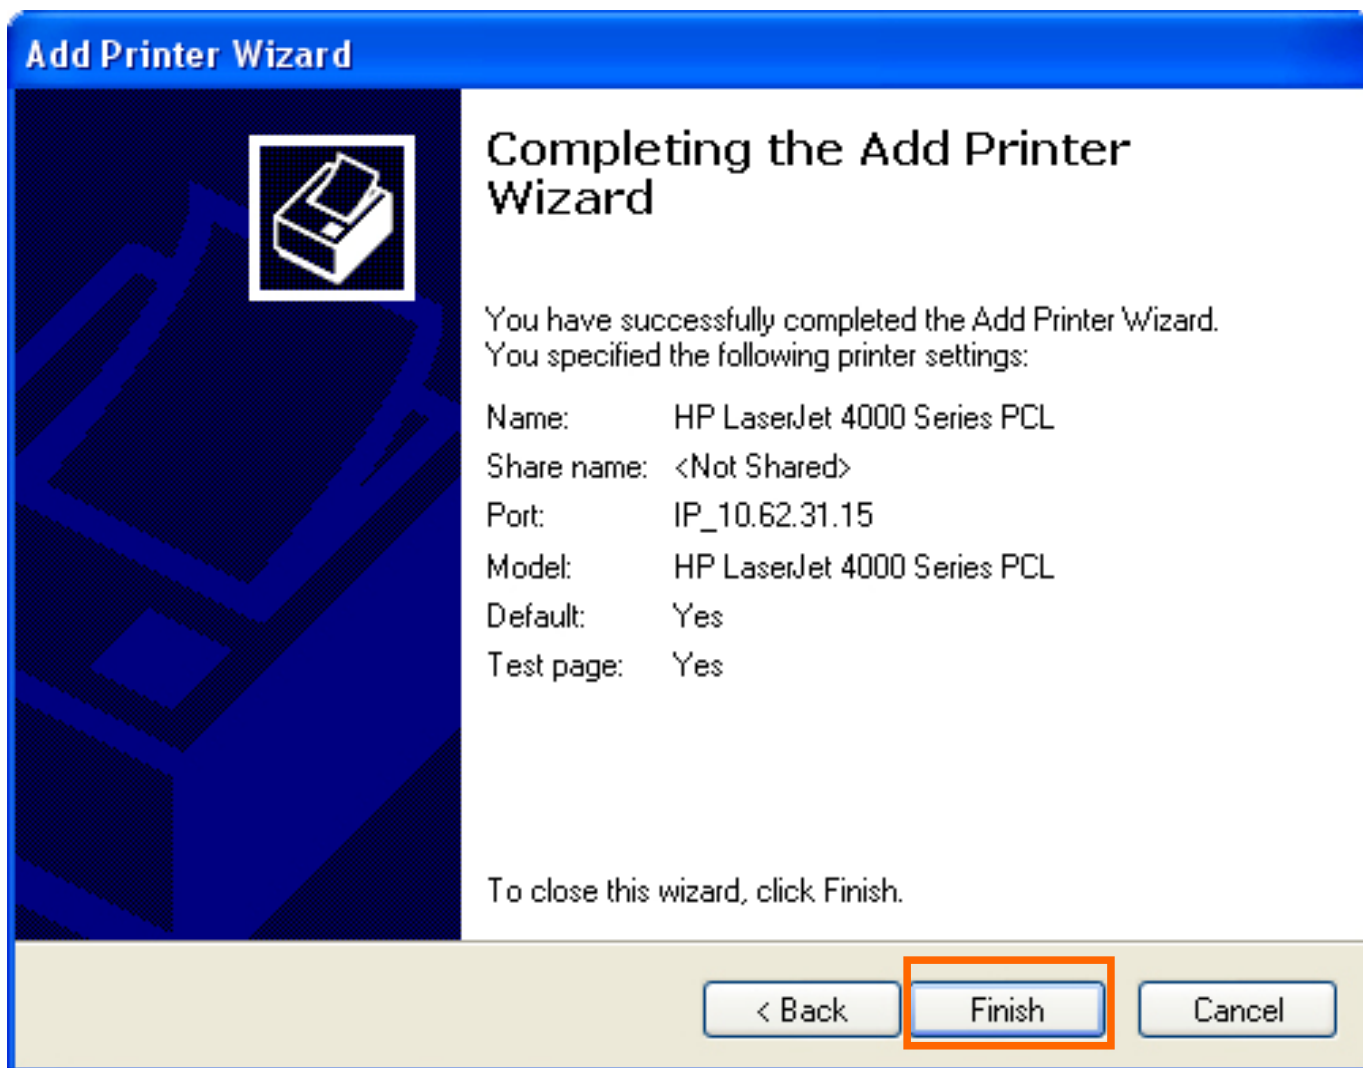 Add Printer Wizard
Completing the Add Printer
Wizard
You have successfully completed the Add Printer Wizard.
You specified the following printer settings:
Name: HP LaserJet 4000 Series PCL
Share name: <Not Shared>
Port: IP_10.62.31.15
Model: HP LaserJet 4000 Series PCL
Default: Yes
Test page: Yes
To close this wizard, click Finish.
< Back Finish Cancel